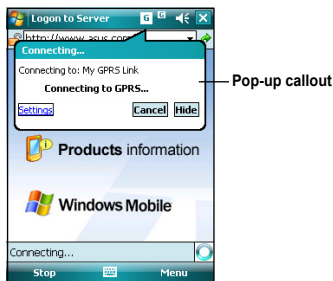 Logon to Server
G G
http://www.asus.com
Connecting...
Connecting to: My GPRS Link
Connecting to GPRS...
Settings Cancel Hide
Pop-up callout
Products information
Windows Mobile
Connecting...
Stop Menu